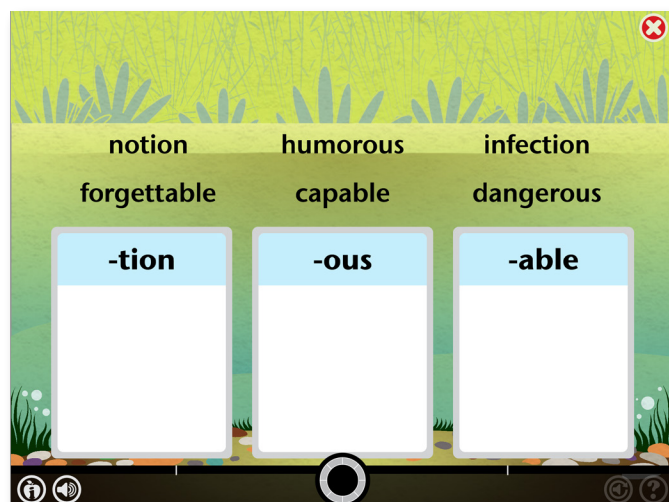 notion humorous infection
forgettable capable dangerous
-tion -ous -able